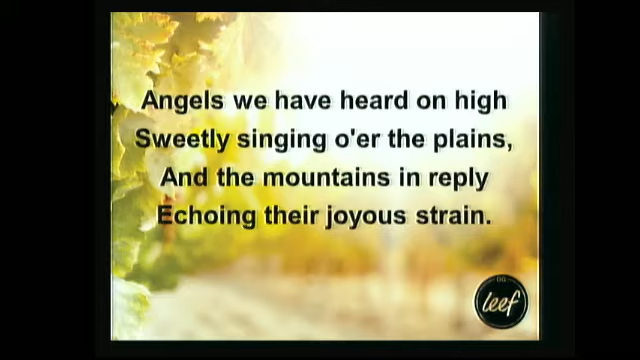 Angels we have heard on high
Sweetly singing o'er the plains,
And the mountains in reply
Echoing their joyous strain.
leef